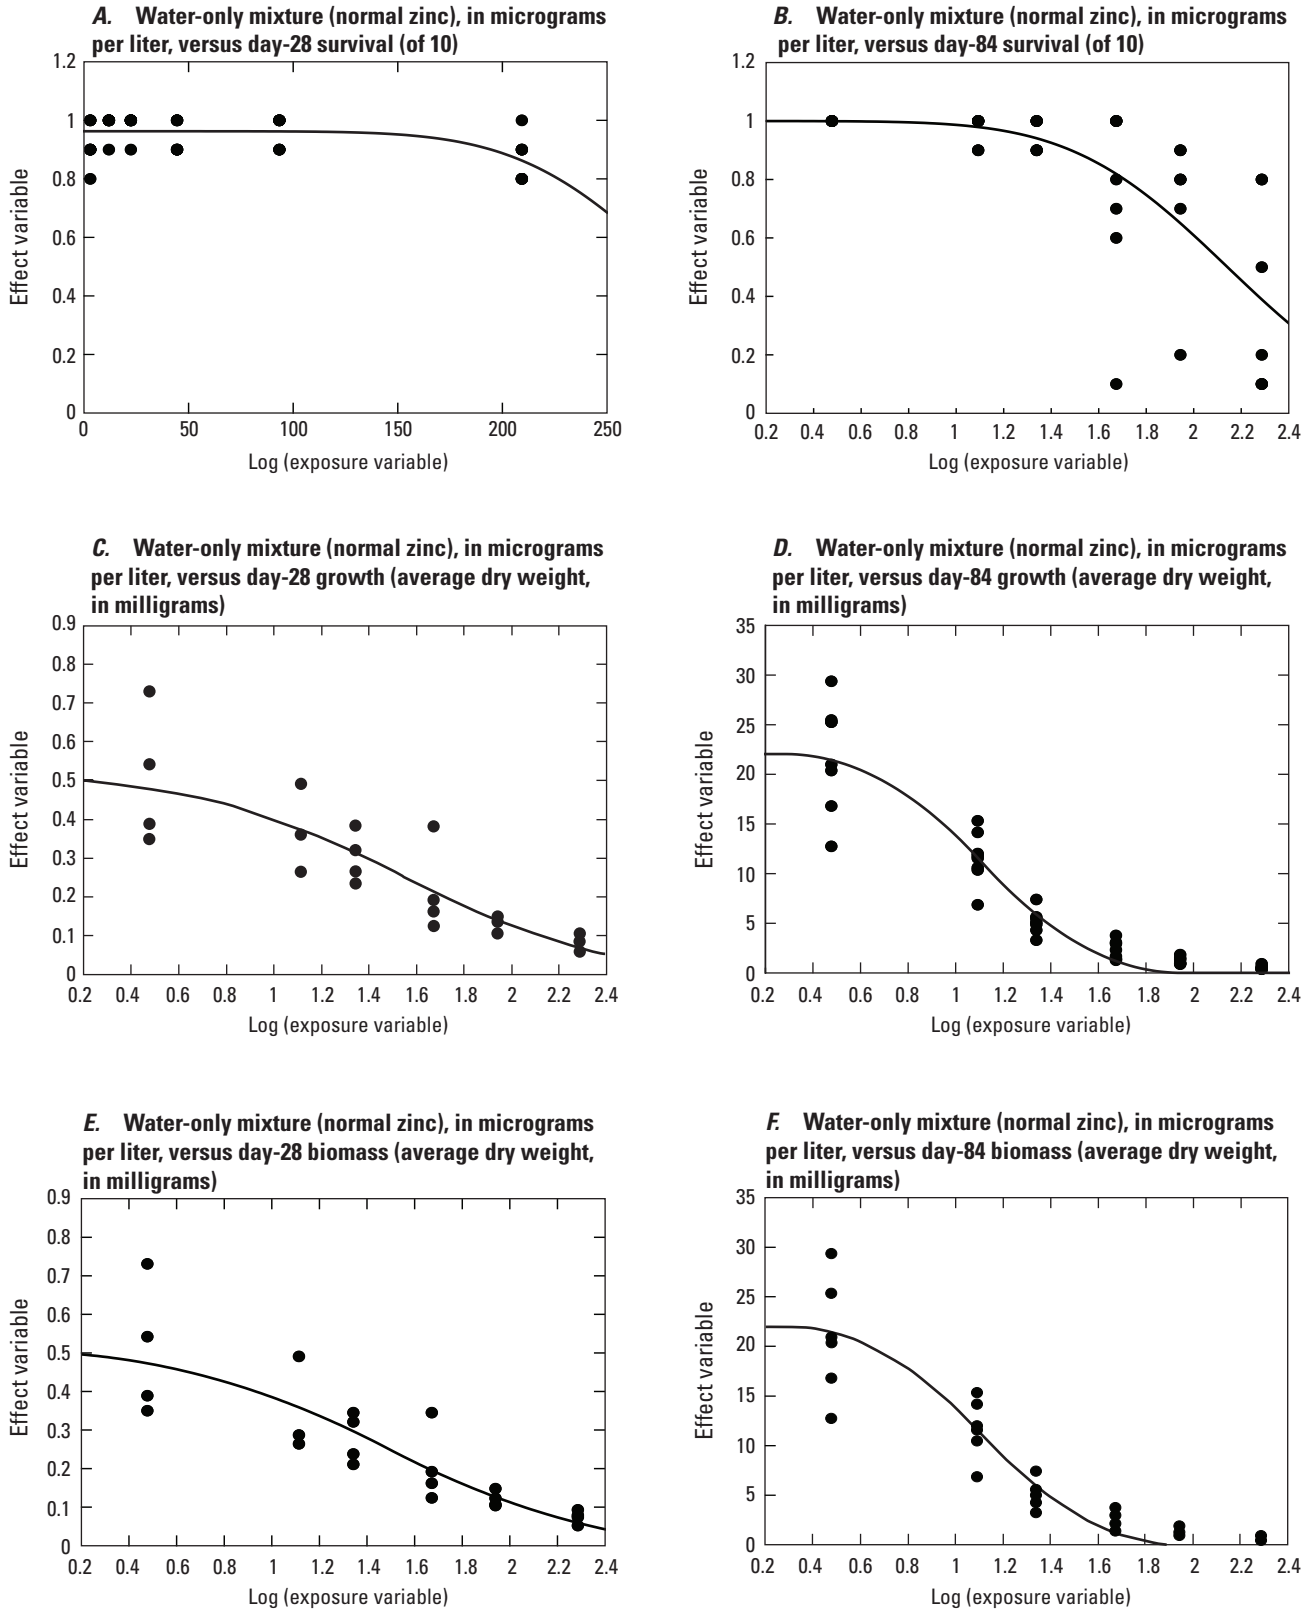 A. Water-only mixture (normal zinc), in micrograms
per liter, versus day-28 survival (of 10)
1.2
1
0.8
0.6
0.4
0.2
0
Effect variable
0 50 100 150 200 250
Log (exposure variable)
B. Water-only mixture (normal zinc), in micrograms
per liter, versus day-84 survival (of 10)
1.2
1
0.8
0.6
0.4
0.2
0
Effect variable
0.2 0.4 0.6 0.8 1 1.2 1.4 1.6 1.8 2 2.2 2.4
Log (exposure variable)
C. Water-only mixture (normal zinc), in micrograms
per liter, versus day-28 growth (average dry weight,
in milligrams)
0.9
0.8
0.7
0.6
0.5
0.4
0.3
0.2
0.1
0
Effect variable
0.2 0.4 0.6 0.8 1 1.2 1.4 1.6 1.8 2 2.2 2.4
Log (exposure variable)
D. Water-only mixture (normal zinc), in micrograms
per liter, versus day-84 growth (average dry weight,
in milligrams)
35
30
25
20
15
10
5
0
Effect variable
0.2 0.4 0.6 0.8 1 1.2 1.4 1.6 1.8 2 2.2 2.4
Log (exposure variable)
E. Water-only mixture (normal zinc), in micrograms
per liter, versus day-28 biomass (average dry weight,
in milligrams)
0.9
0.8
0.7
0.6
0.5
0.4
0.3
0.2
0.1
0
Effect variable
0.2 0.4 0.6 0.8 1 1.2 1.4 1.6 1.8 2 2.2 2.4
Log (exposure variable)
F. Water-only mixture (normal zinc), in micrograms
per liter, versus day-84 biomass (average dry weight,
in milligrams)
35
30
25
20
15
10
5
0
Effect variable
0.2 0.4 0.6 0.8 1 1.2 1.4 1.6 1.8 2 2.2 2.4
Log (exposure variable)